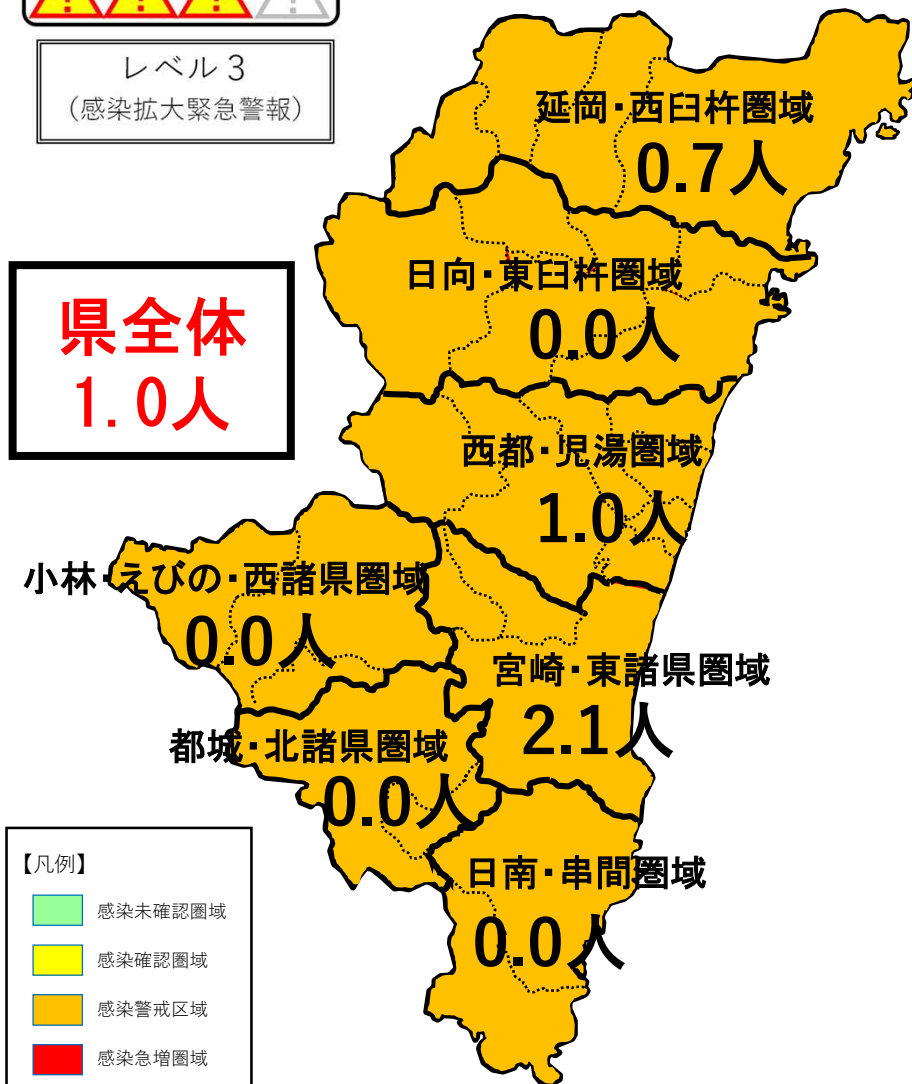 レベル3
(感染拡大緊急警報)
延岡・西臼杵圏域
0.7人
日向・東臼杵圏域
0.0人
県全体
1.0人
西都・児湯圏域
1.0人
小林・えびの・西諸県圏域
0.0人
宮崎・東諸県圏域
2.1人
都城・北諸県圏域
0.0人
日南・串間圏域
0.0人
【凡例】
感染未確認圏域
感染確認圏域
感染警戒区域
感染急増圏域